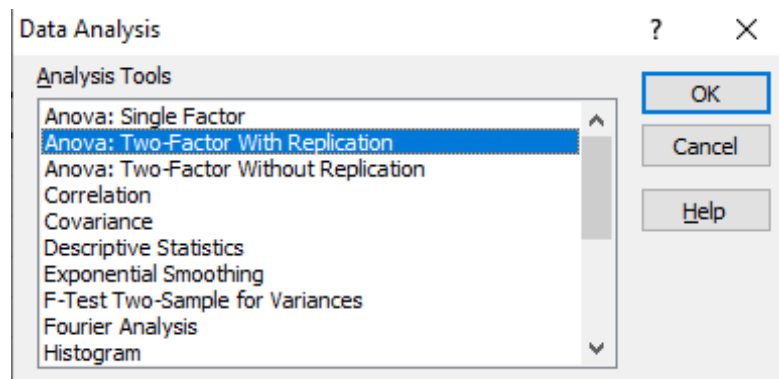 Data Analysis ? ×
Analysis Tools
Anova: Single Factor
Anova: Two-Factor With Replication
Anova: Two-Factor Without Replication
Correlation
Covariance
Descriptive Statistics
Exponential Smoothing
F-Test Two-Sample for Variances
Fourier Analysis
Histogram
OK
Cancel
Help